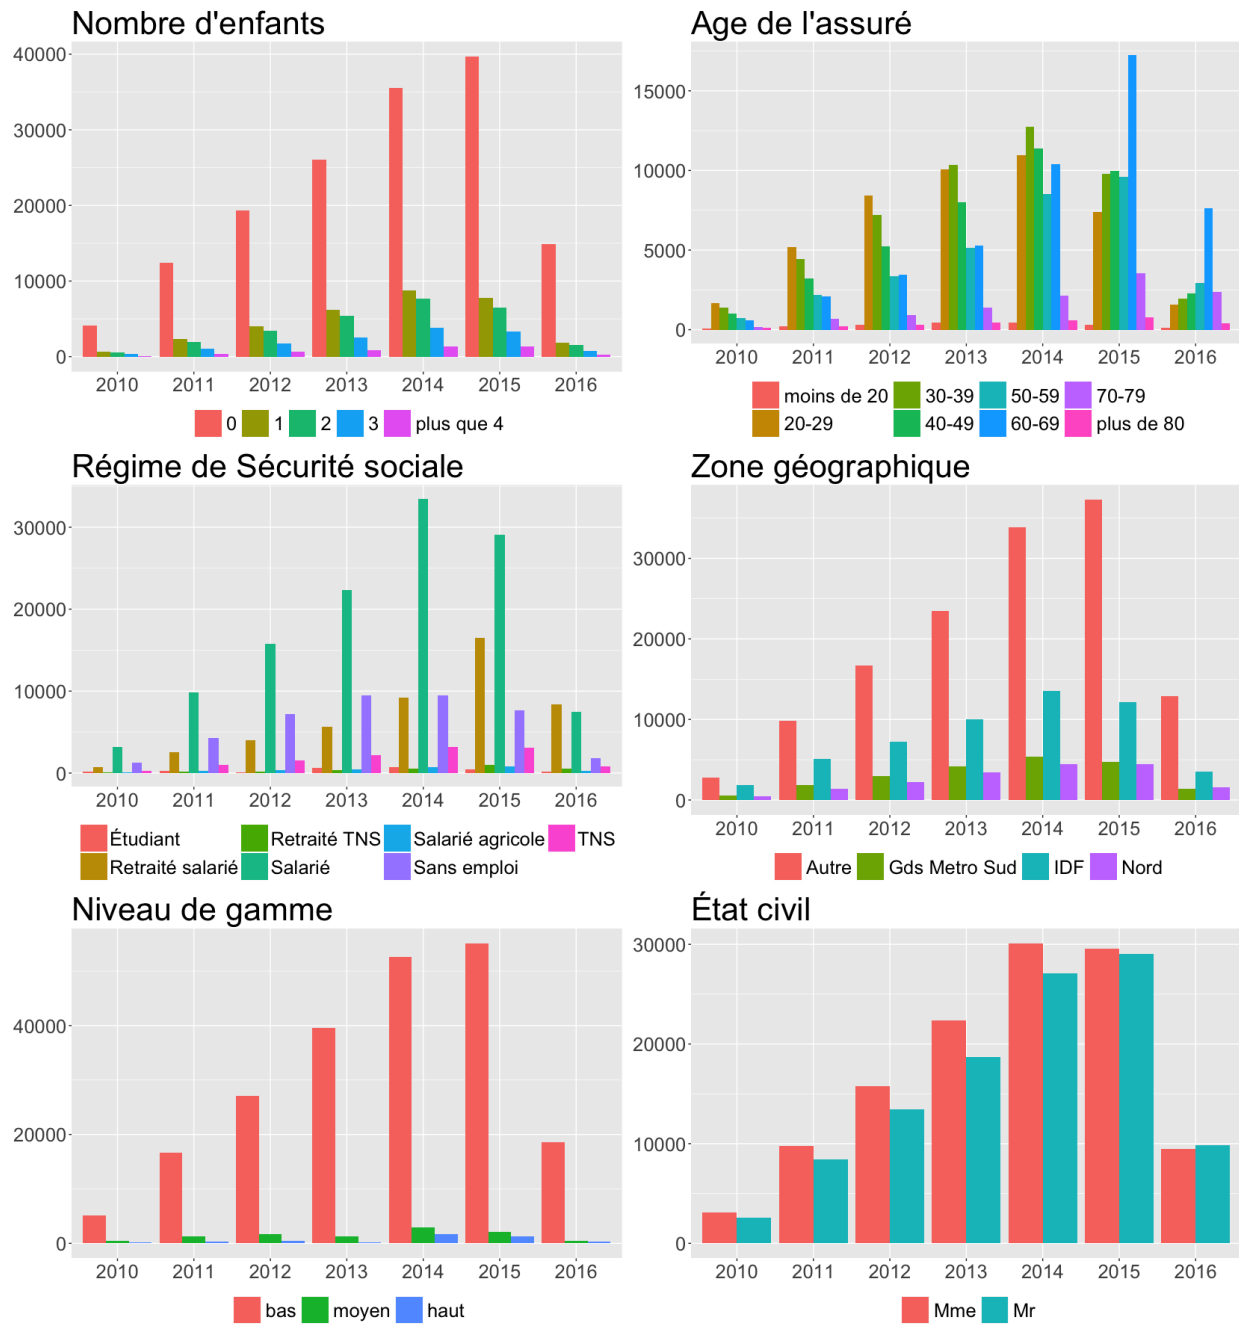 Nombre d'enfants
40000
30000
20000
10000
0
2010 2011 2012 2013 2014 2015 2016
0 1 2 3 plus que 4
Age de l'assuré
15000
10000
5000
0
2010 2011 2012 2013 2014 2015 2016
moins de 20 30-39 50-59 70-79
20-29 40-49 60-69 plus de 80
Régime de Sécurité sociale
30000
20000
10000
0
2010 2011 2012 2013 2014 2015 2016
Étudiant Retraité TNS Salarié agricole TNS
Retraité salarié Salarié Sans emploi
Zone géographique
30000
20000
10000
0
2010 2011 2012 2013 2014 2015 2016
Autre Gds Metro Sud IDF Nord
Niveau de gamme
40000
20000
0
2010 2011 2012 2013 2014 2015 2016
bas moyen haut
État civil
30000
20000
10000
0
2010 2011 2012 2013 2014 2015 2016
Mme Mr